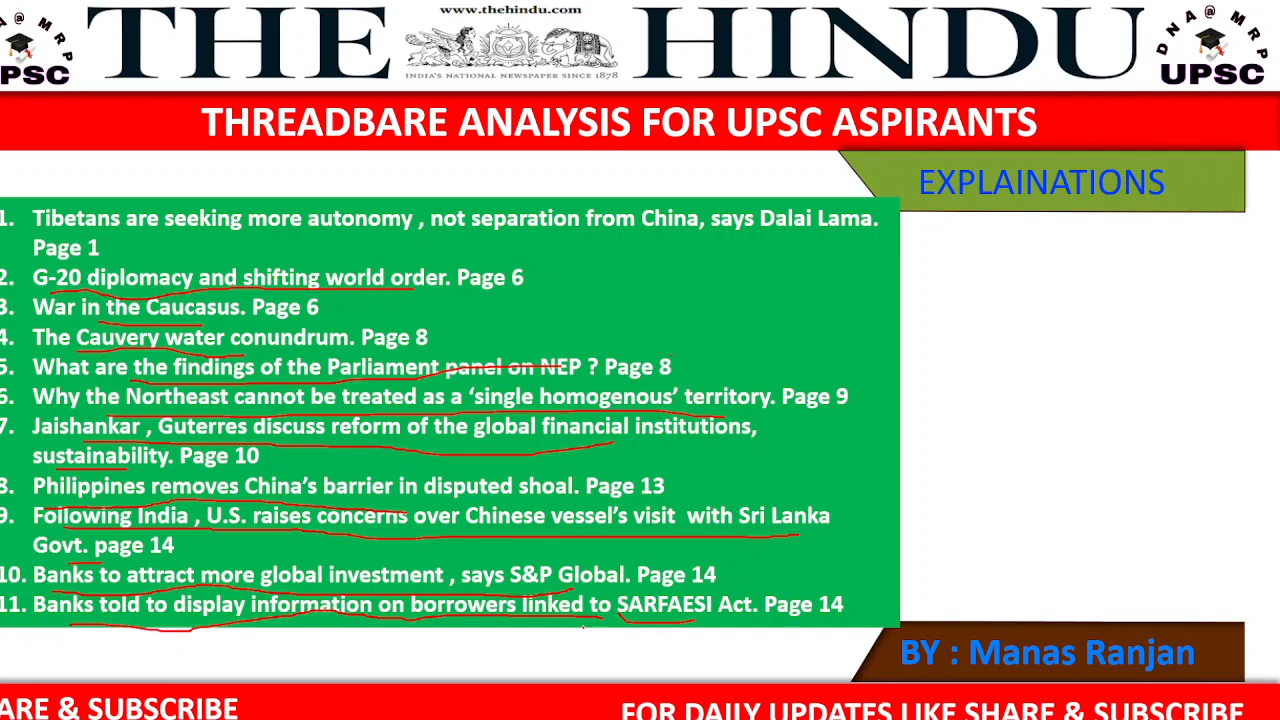 www.thehindu.com
THE HINDU
INDIA'S NATIONAL NEWSPAPER SINCE 1878
@ M R P
PSC
D N A @ M R P
UPSC
THREADBARE ANALYSIS FOR UPSC ASPIRANTS
EXPLAINATIONS
1. Tibetans are seeking more autonomy , not separation from China, says Dalai Lama.
Page 1
2. G-20 diplomacy and shifting world order. Page 6
3. War in the Caucasus. Page 6
4. The Cauvery water conundrum. Page 8
5. What are the findings of the Parliament panel on NEP ? Page 8
6. Why the Northeast cannot be treated as a ‘single homogenous’ territory. Page 9
7. Jaishankar , Guterres discuss reform of the global financial institutions,
sustainability. Page 10
8. Philippines removes China’s barrier in disputed shoal. Page 13
9. Following India , U.S. raises concerns over Chinese vessel’s visit with Sri Lanka
Govt. page 14
10. Banks to attract more global investment , says S&P Global. Page 14
11. Banks told to display information on borrowers linked to SARFAESI Act. Page 14
BY : Manas Ranjan
ARE & SUBSCRIBE
FOR DAILY UPDATES LIKE SHARE & SUBSCRIBE